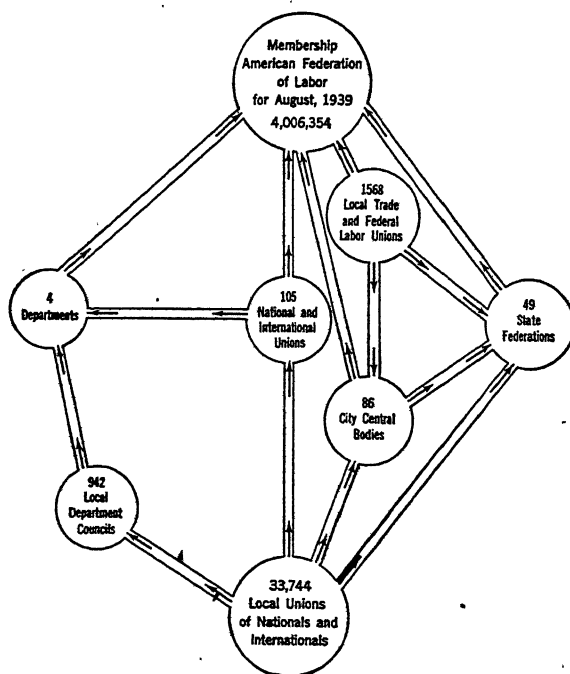 Membership
American Federation
of Labor
for August, 1939
4,006,354
1568
Local Trade
and Federal
Labor Unions
4
Departments
105
National and
International
Unions
49
State
Federations
86
City Central
Bodies
942
Local
Department
Councils
33,744
Local Unions
of Nationals and
Internationals